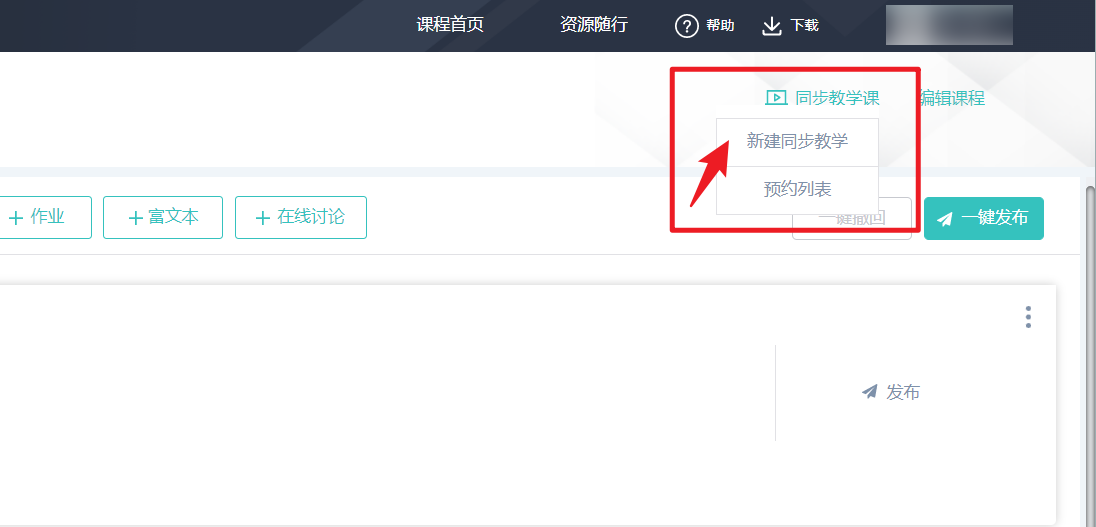 课程首页 资源随行 帮助 下载
同步教学课 编辑课程
新建同步教学
预约列表
作业 富文本 在线讨论 一键撤回 一键发布
发布